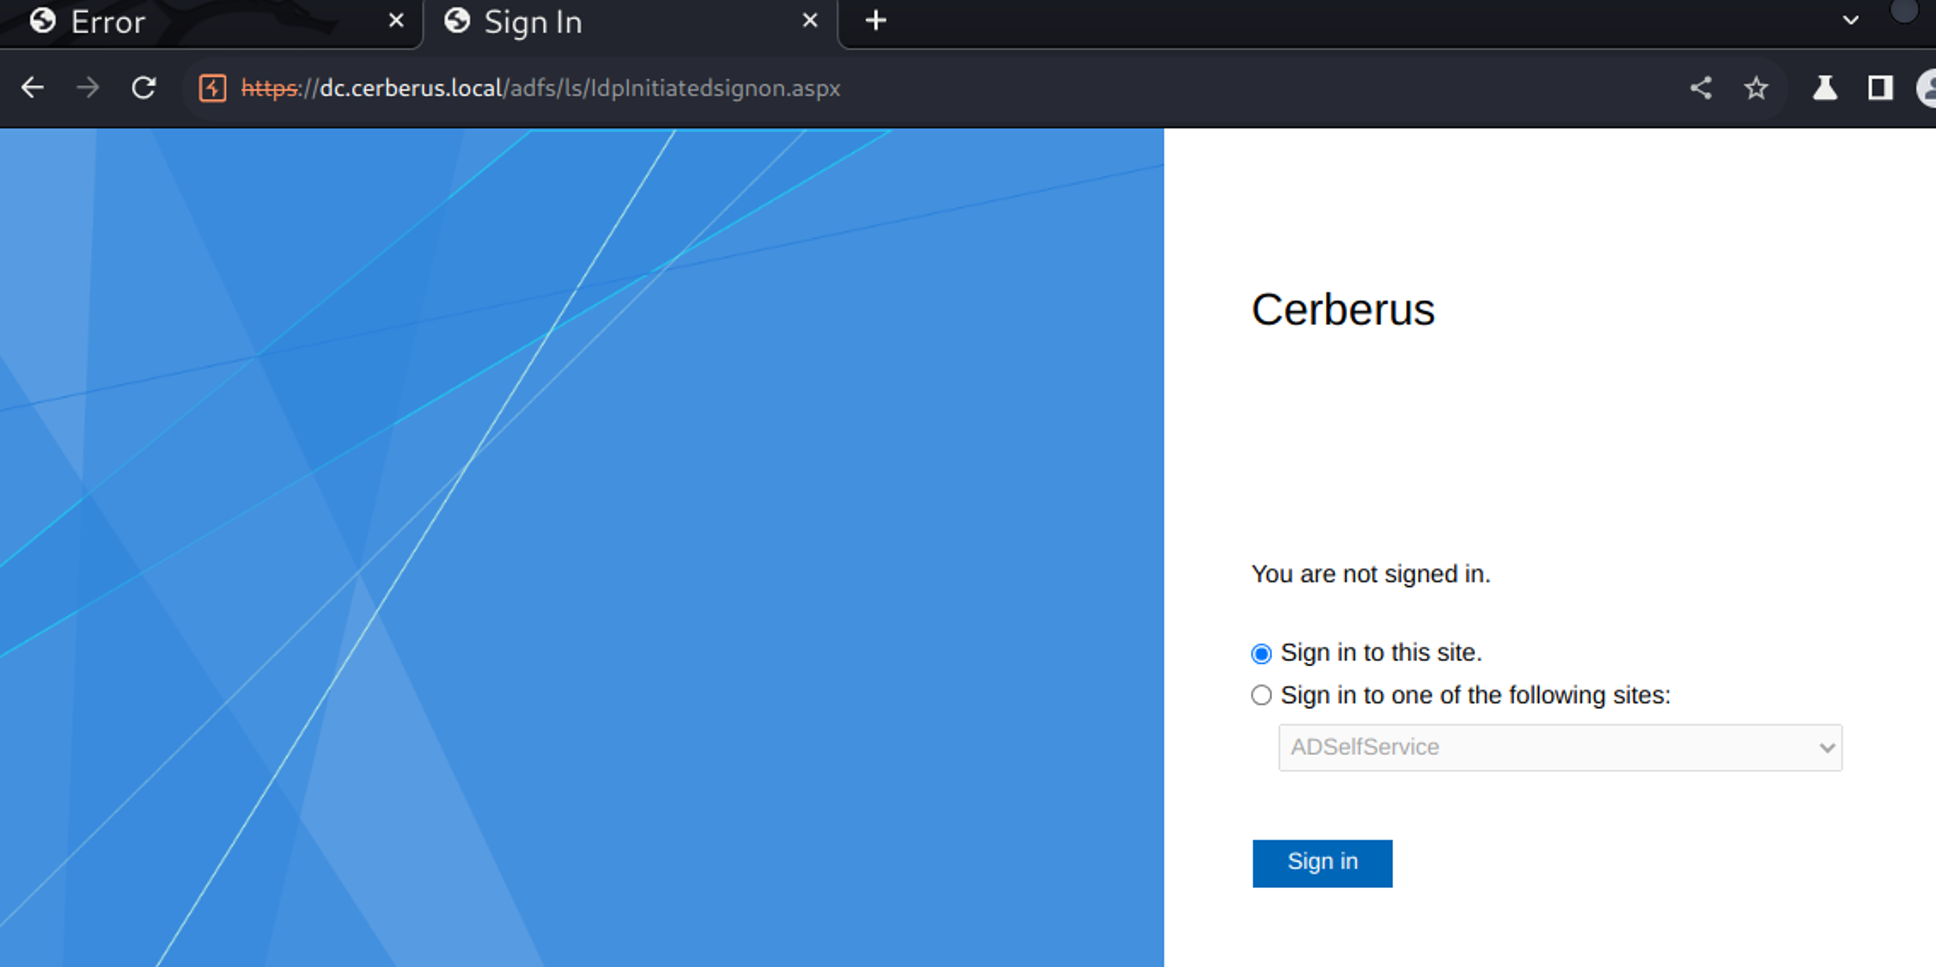 Error
Sign In
https://dc.cerberus.local/adfs/ls/IdpInitiatedsignon.aspx
Cerberus
You are not signed in.
Sign in to this site.
Sign in to one of the following sites:
ADSelfService
Sign in